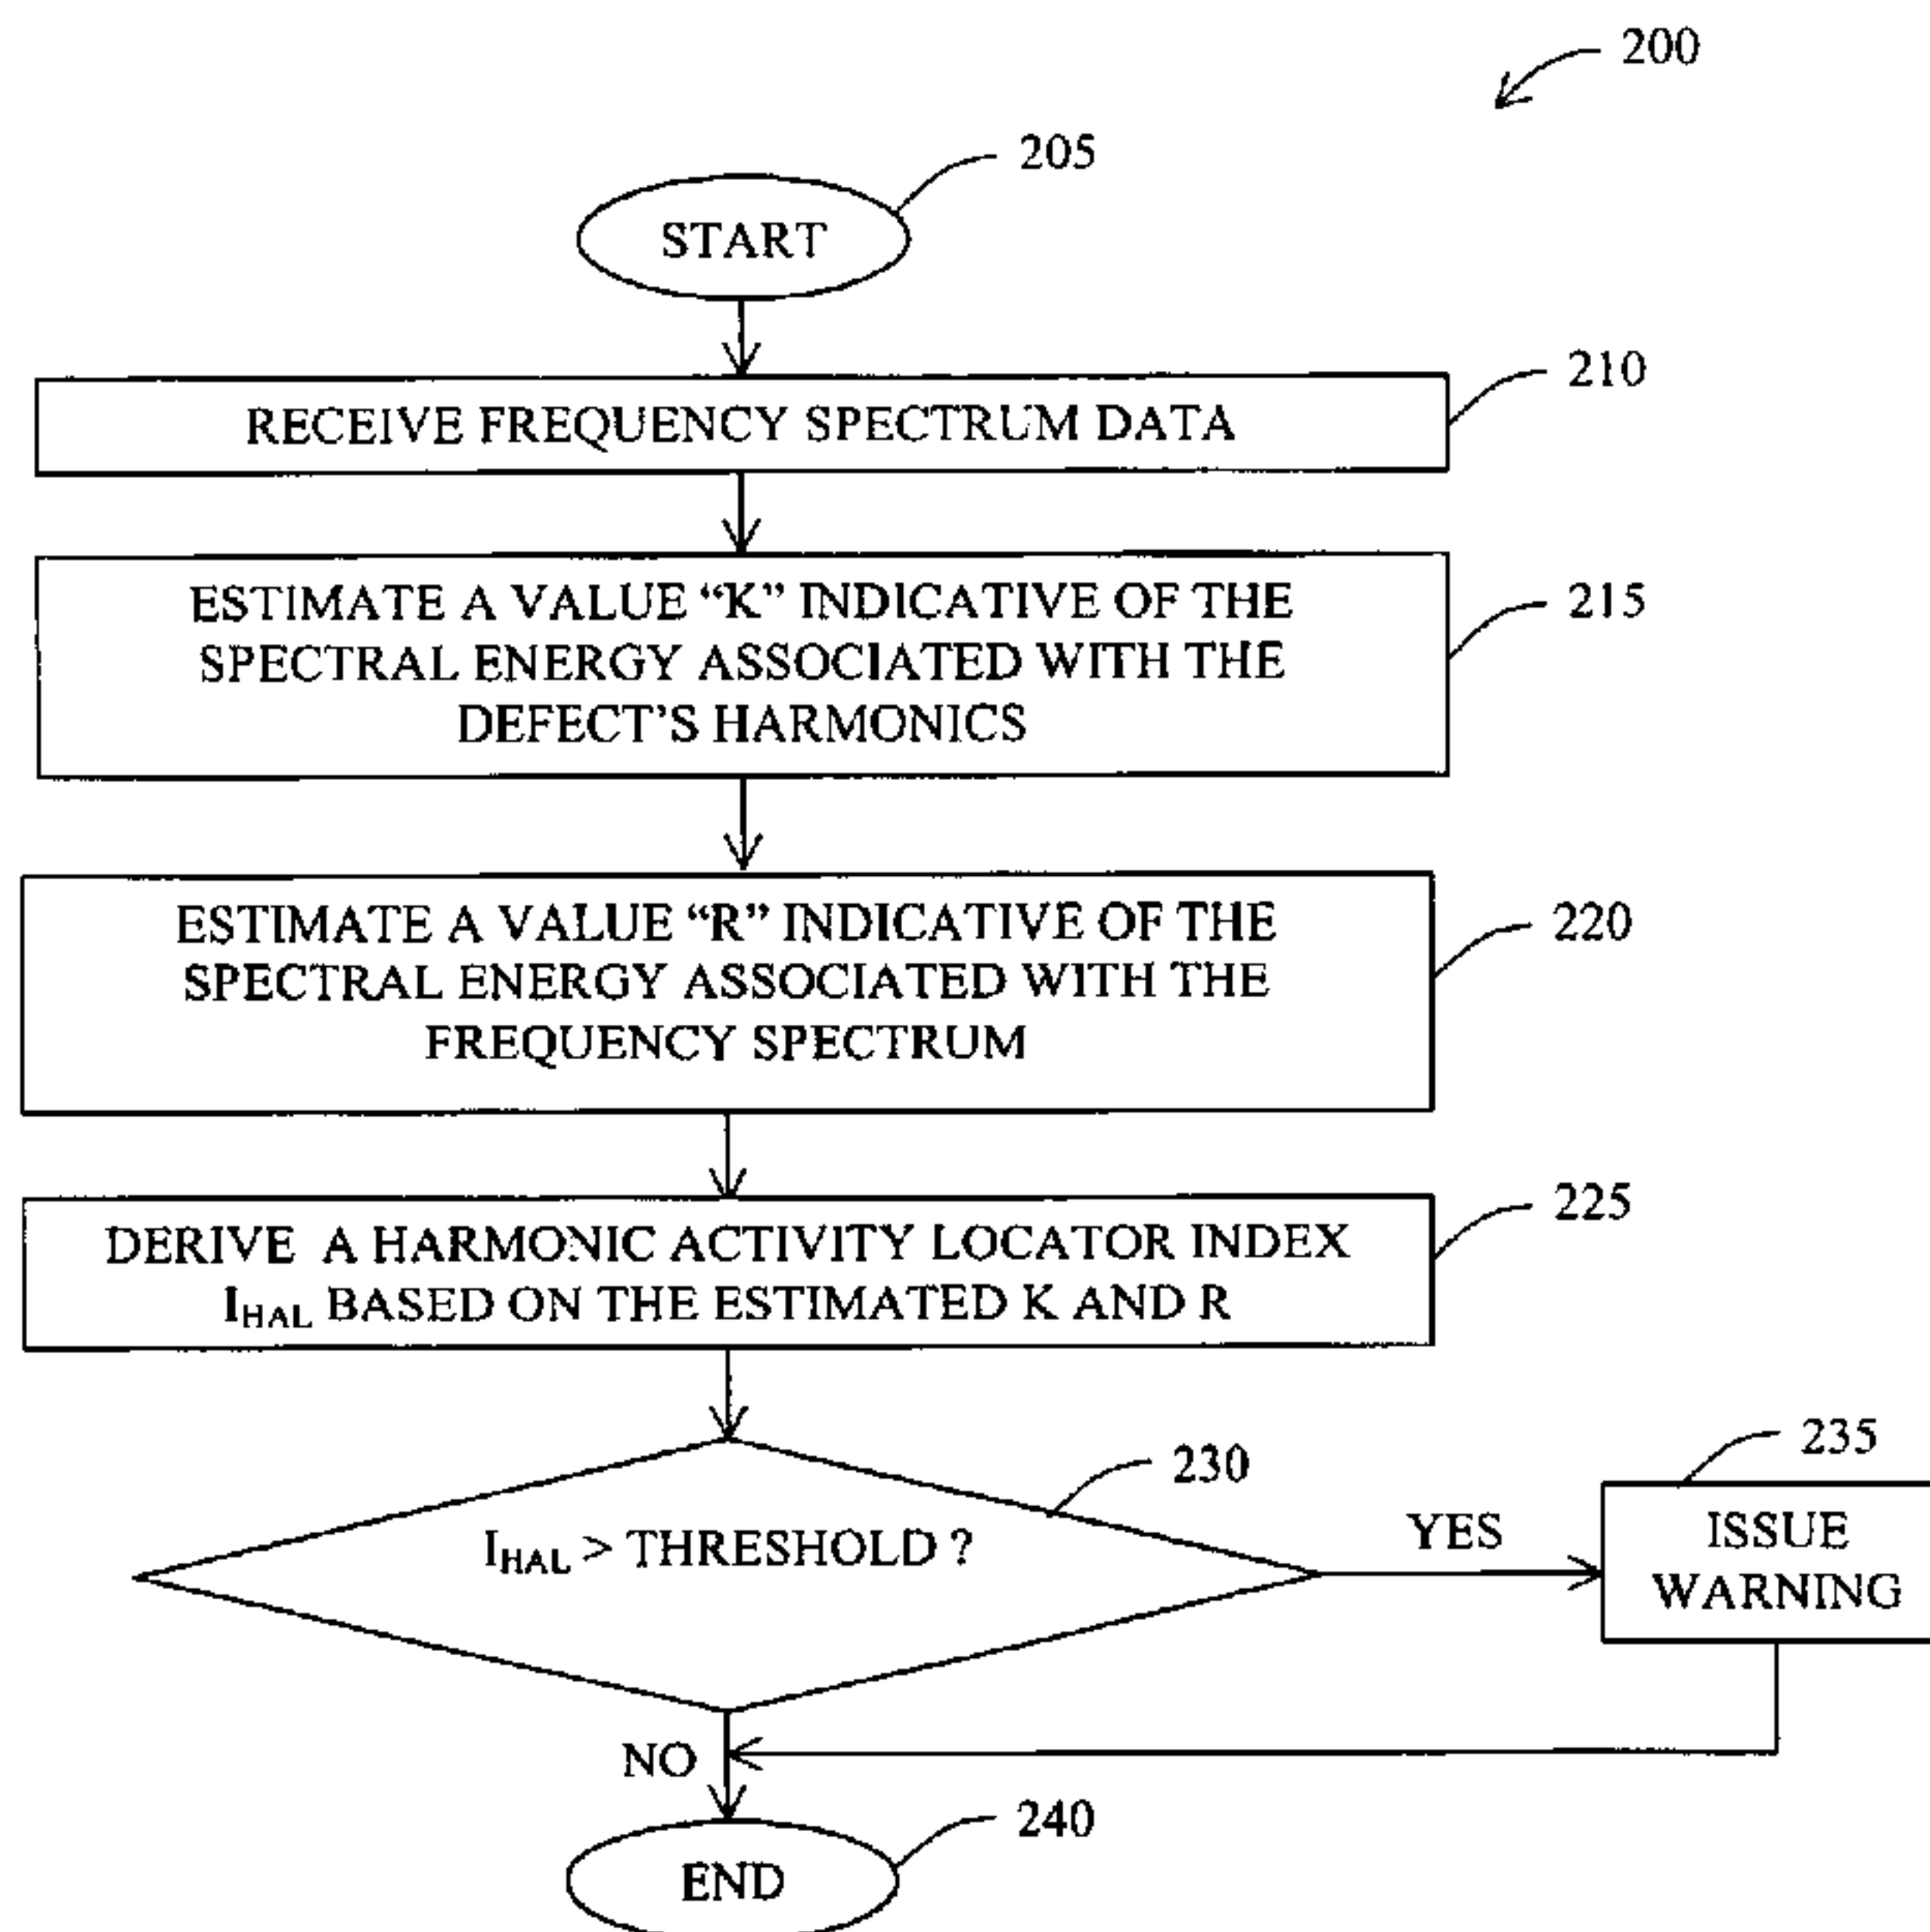 200
205
START
210
RECEIVE FREQUENCY SPECTRUM DATA
215
ESTIMATE A VALUE “K” INDICATIVE OF THE
SPECTRAL ENERGY ASSOCIATED WITH THE
DEFECT’S HARMONICS
220
ESTIMATE A VALUE “R” INDICATIVE OF THE
SPECTRAL ENERGY ASSOCIATED WITH THE
FREQUENCY SPECTRUM
225
DERIVE A HARMONIC ACTIVITY LOCATOR INDEX
I_HAL BASED ON THE ESTIMATED K AND R
230
I_HAL > THRESHOLD ?
YES
235
ISSUE
WARNING
NO
240
END